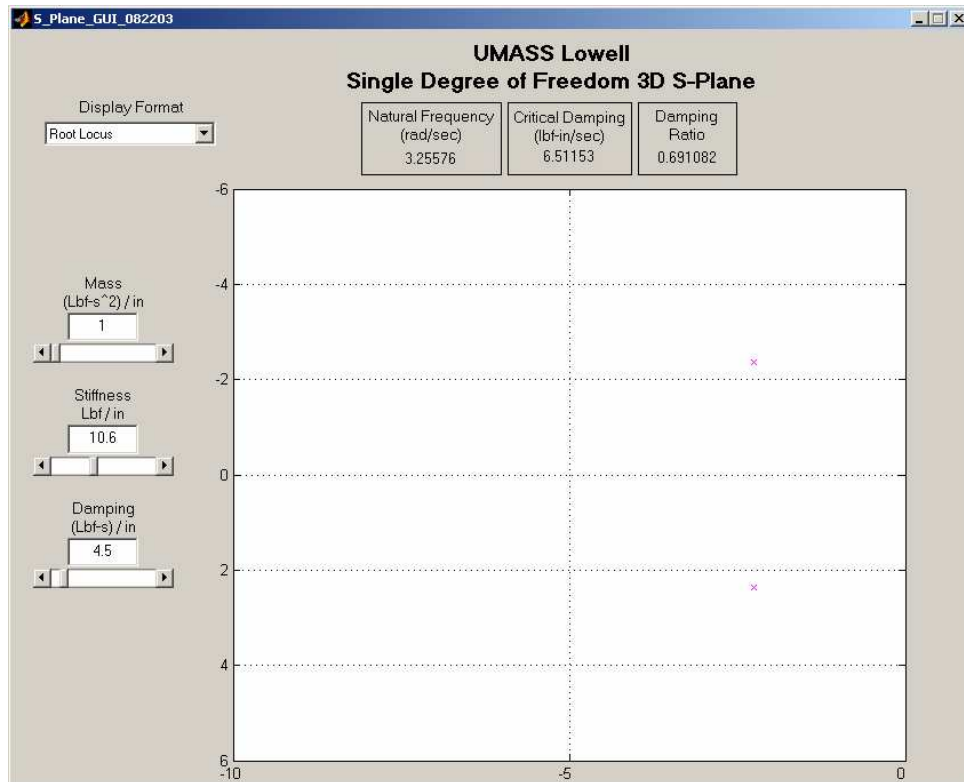 S_Plane_GUI_082203
UMASS Lowell
Single Degree of Freedom 3D S-Plane
Display Format
Root Locus
Natural Frequency
(rad/sec)
3.25576
Critical Damping
(lbf-in/sec)
6.51153
Damping
Ratio
0.691082
Mass
(Lbf-s^2) / in
1
Stiffness
Lbf / in
10.6
Damping
(Lbf-s) / in
4.5
-6
-4
-2
0
2
4
6
-10
-5
0